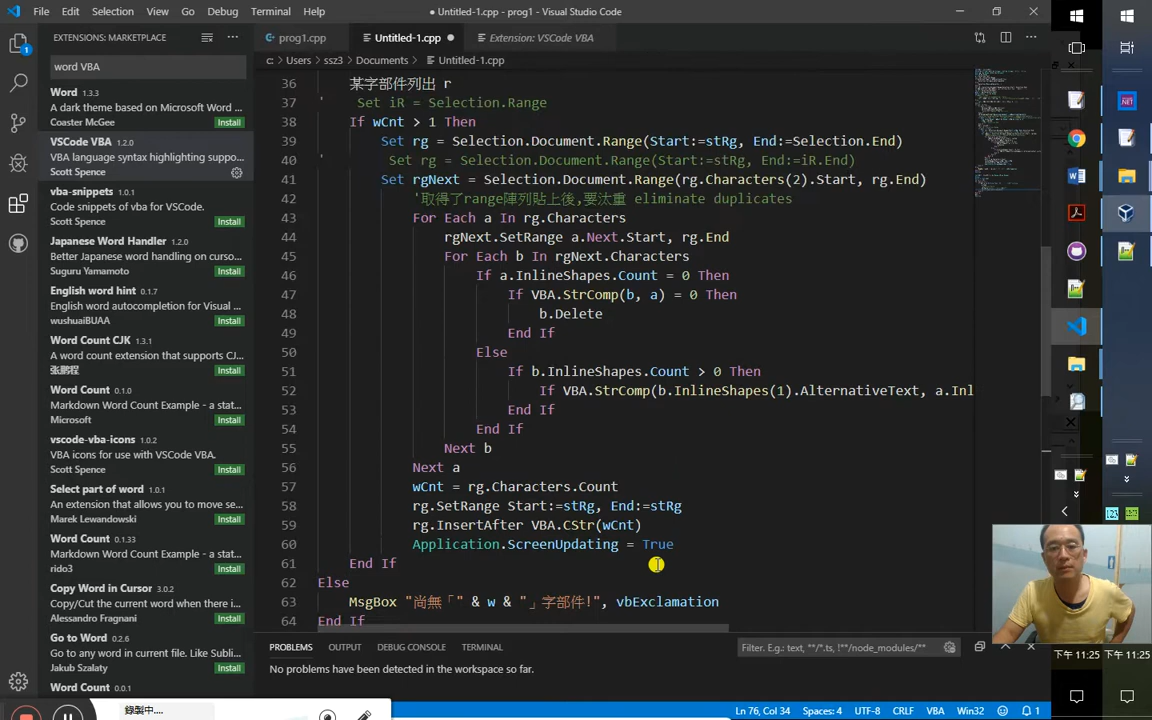 File Edit Selection View Go Debug Terminal Help
● Untitled-1.cpp - prog1 - Visual Studio Code
EXTENSIONS: MARKETPLACE
prog1.cpp Untitled-1.cpp Extension: VSCode VBA
word VBA
c: > Users > ssz3 > Documents > Untitled-1.cpp
Word 1.3.3
A dark theme based on Microsoft Word ..
Coaster McGee Install
VSCode VBA 1.2.0
VBA language syntax highlighting suppo...
Scott Spence
vba-snippets 1.0.1
Code snippets of vba for VSCode.
Scott Spence Install
Japanese Word Handler 1.2.0
Better Japanese word handling on curso...
Suguru Yamamoto Install
English word hint 0.1.7
English word autocompletion for Visual ..
wushuaiBUAA Install
Word Count CJK 1.3.1
A word count extension that supports CJ...
张鹏程 Install
Word Count 0.1.0
Markdown Word Count Example - a stat...
Microsoft Install
vscode-vba-icons 1.0.2
VBA icons for use with VSCode VBA.
Scott Spence Install
Select part of word 1.0.1
An extension that allows you to move se...
Marek Lewandowski Install
Word Count 0.1.33
Markdown Word Count Example - a stat...
rido3 Install
Copy Word in Cursor 3.0.2
Copy/Cut the current word when there i...
Alessandro Fragnani Install
Go to Word 0.2.6
Go to any word in current file. Like Subli...
Jakub Szalaty Install
Word Count 0.0.1
36 某字部件列出 r
37 ' Set iR = Selection.Range
38 If wCnt > 1 Then
39 Set rg = Selection.Document.Range(Start:=stRg, End:=Selection.End)
40 ' Set rg = Selection.Document.Range(Start:=stRg, End:=iR.End)
41 Set rgNext = Selection.Document.Range(rg.Characters(2).Start, rg.End)
42 '取得了range陣列貼上後,要汰重 eliminate duplicates
43 For Each a In rg.Characters
44 rgNext.SetRange a.Next.Start, rg.End
45 For Each b In rgNext.Characters
46 If a.InlineShapes.Count = 0 Then
47 If VBA.StrComp(b, a) = 0 Then
48 b.Delete
49 End If
50 Else
51 If b.InlineShapes.Count > 0 Then
52 If VBA.StrComp(b.InlineShapes(1).AlternativeText, a.Inl
53 End If
54 End If
55 Next b
56 Next a
57 wCnt = rg.Characters.Count
58 rg.SetRange Start:=stRg, End:=stRg
59 rg.InsertAfter VBA.CStr(wCnt)
60 Application.ScreenUpdating = True
61 End If
62 Else
63 MsgBox "尚無「" & w & "」字部件!", vbExclamation
64 End If
PROBLEMS OUTPUT DEBUG CONSOLE TERMINAL
Filter. E.g.: text, **/*.ts, !**/node_modules/**
No problems have been detected in the workspace so far.
錄製中....
Ln 76, Col 34 Spaces: 4 UTF-8 CRLF VBA Win32 1
下午 11:25 下午 11:25